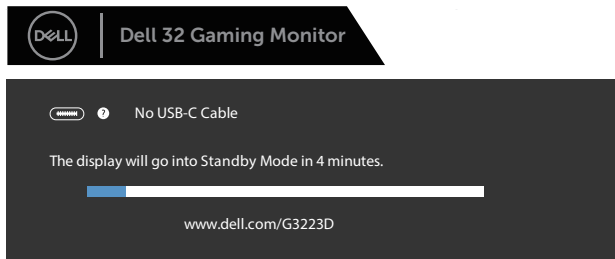 DELL
Dell 32 Gaming Monitor
? No USB-C Cable
The display will go into Standby Mode in 4 minutes.
www.dell.com/G3223D